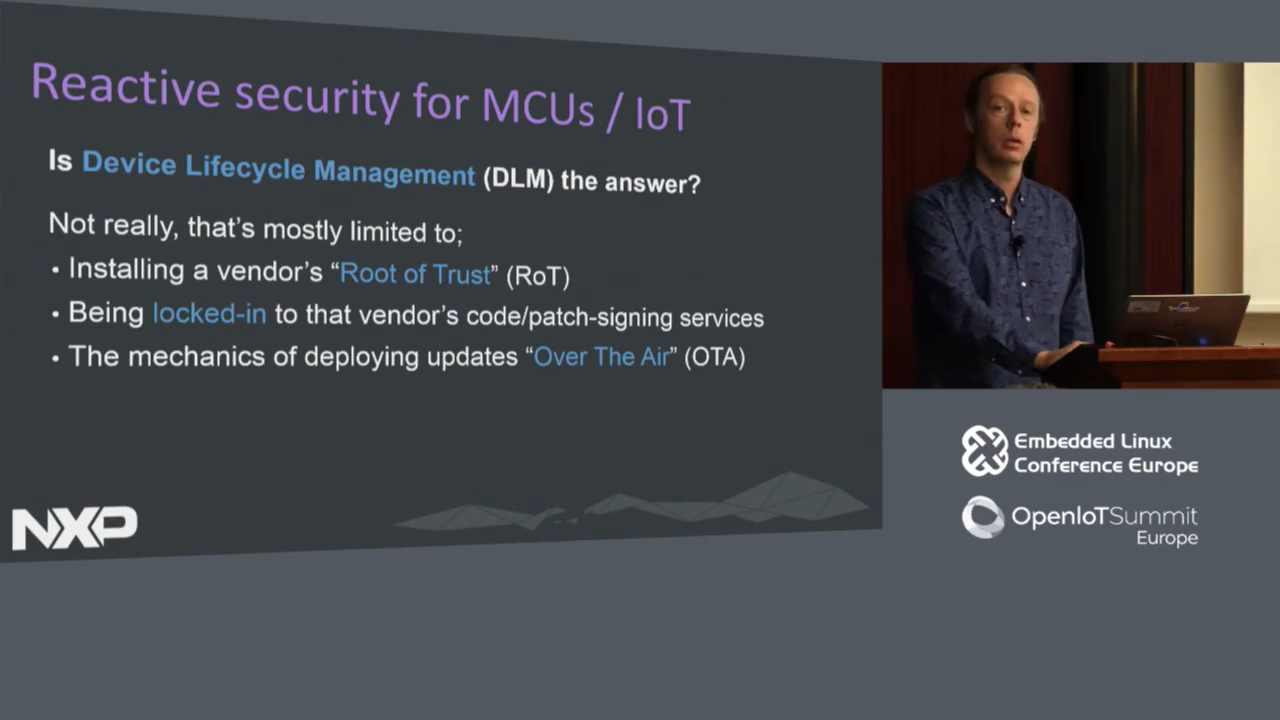 Reactive security for MCUs / IoT
Is Device Lifecycle Management (DLM) the answer?
Not really, that's mostly limited to;
• Installing a vendor's “Root of Trust” (RoT)
• Being locked-in to that vendor's code/patch-signing services
• The mechanics of deploying updates “Over The Air” (OTA)
NXP
Embedded Linux
Conference Europe
OpenIoTSummit
Europe